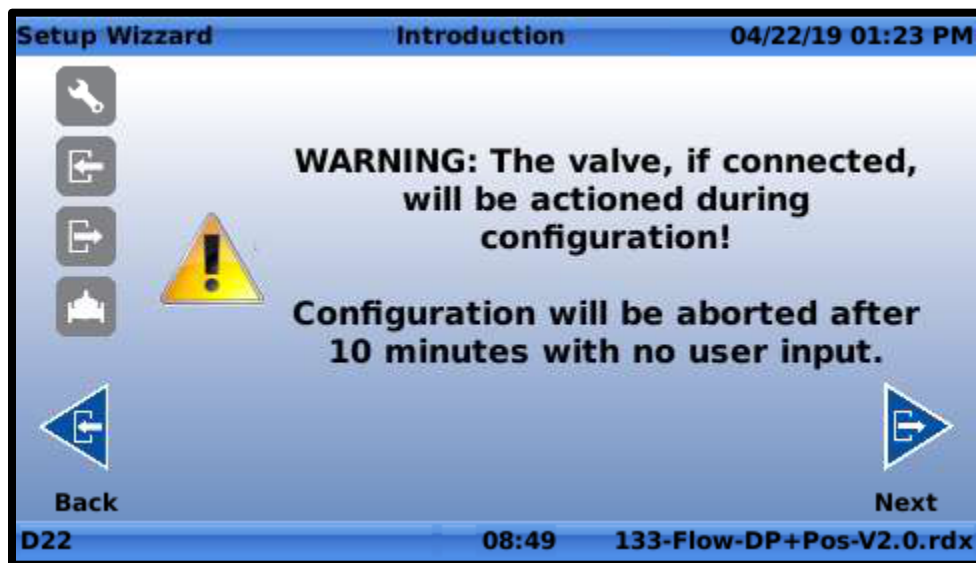 Setup Wizzard Introduction 04/22/19 01:23 PM
WARNING: The valve, if connected,
will be actioned during
configuration!
Configuration will be aborted after
10 minutes with no user input.
Back Next
D22 08:49 133-Flow-DP+Pos-V2.0.rdx